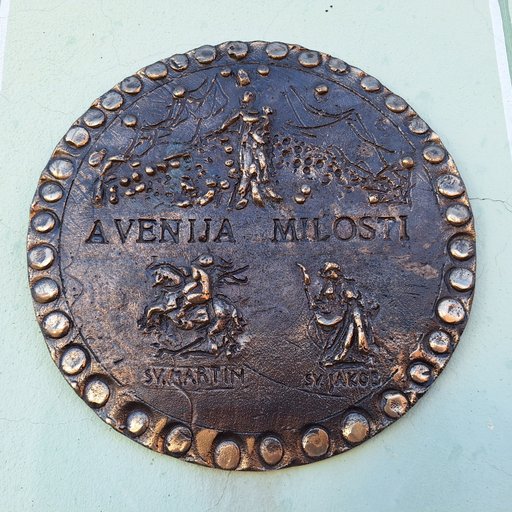 AVENIJA MILOSTI
SV. MARTIN SV. JAKOB